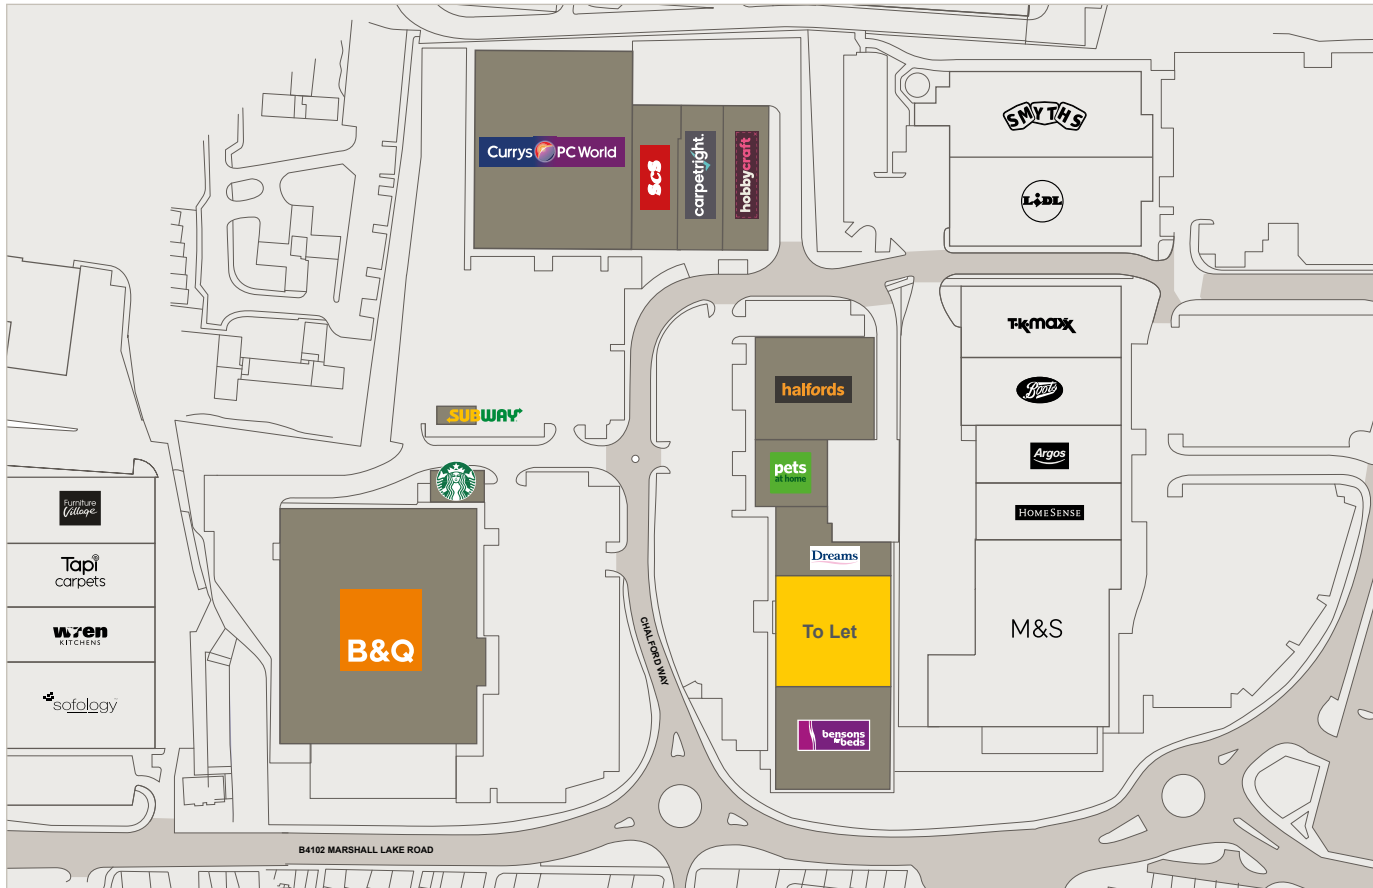 SMYTHS
Currys PC World
SCS
carpetright.
hobbycraft
LiDL
T·K·maxx
halfords
Boots
SUBWAY
pets
at home
Argos
Furniture
Village
HOMESENSE
Dreams
Tapi
carpets
wren
KITCHENS
To Let
M&S
B&Q
CHALFORD WAY
sofology
bensons
for beds
B4102 MARSHALL LAKE ROAD